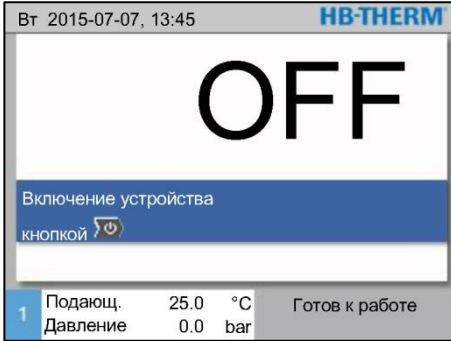 Вт 2015-07-07, 13:45 HB-THERM
OFF
Включение устройства
кнопкой
1 Подающ. 25.0 °C Готов к работе
Давление 0.0 bar